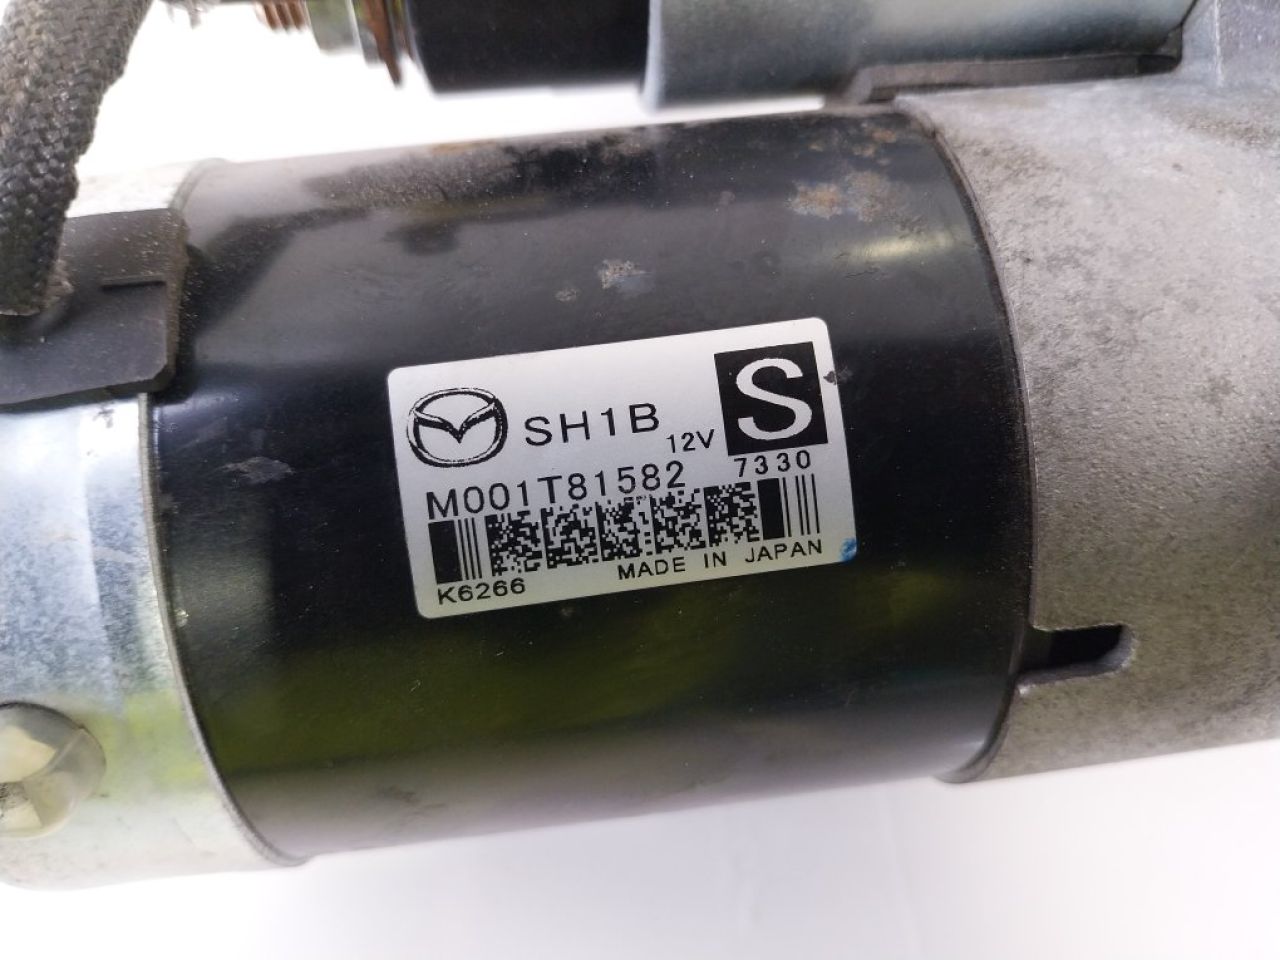 SH1B 12V S
M001T81582 7330
K6266 MADE IN JAPAN